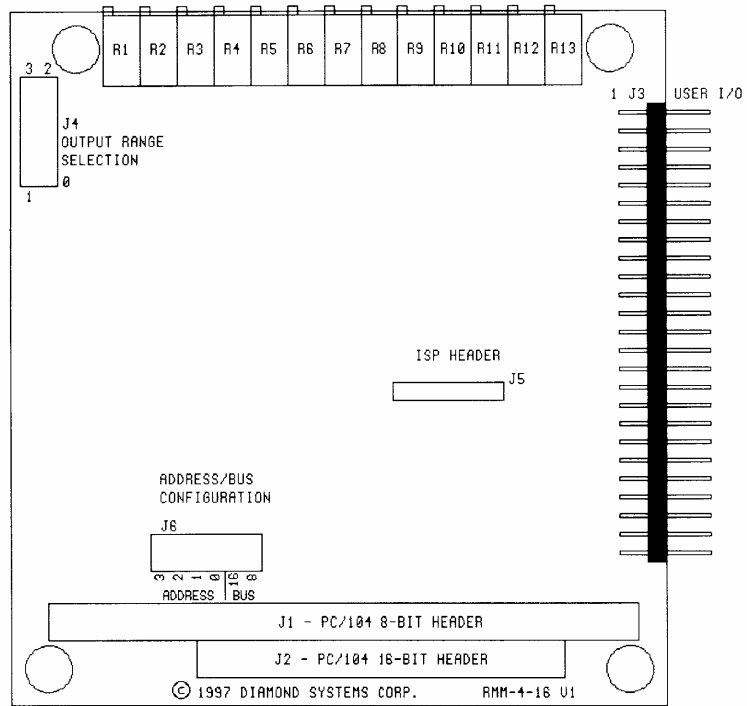 R1 R2 R3 R4 R5 R6 R7 R8 R9 R10 R11 R12 R13
3 2
J4
OUTPUT RANGE
SELECTION
0
1
1 J3 USER I/O
ISP HEADER
J5
ADDRESS/BUS
CONFIGURATION
J6
3 2 1 0 16 8
ADDRESS BUS
J1 - PC/104 8-BIT HEADER
J2 - PC/104 16-BIT HEADER
© 1997 DIAMOND SYSTEMS CORP. RMM-4-16 V1